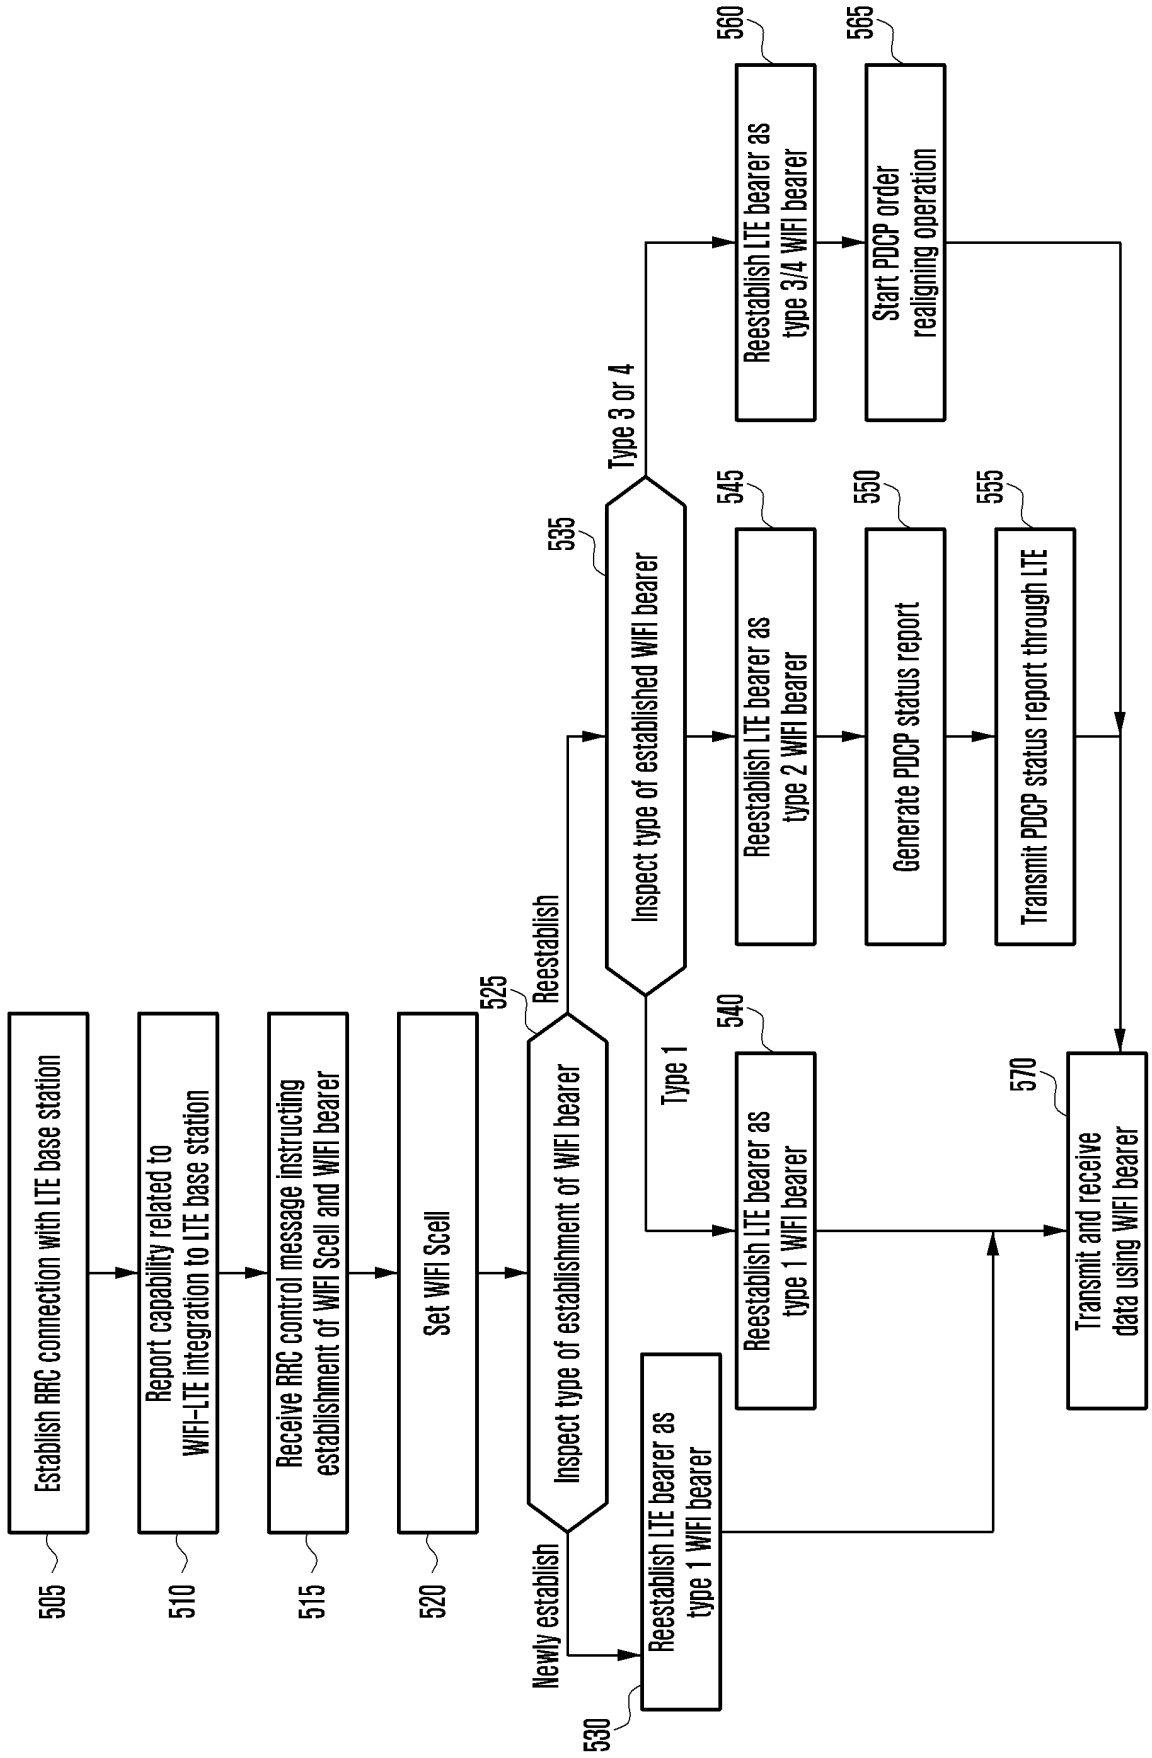 505
Establish RRC connection with LTE base station
510
Report capability related to
WIFI-LTE integration to LTE base station
515
Receive RRC control message instructing
establishment of WIFI Scell and WIFI bearer
520
Set WIFI Scell
525
Inspect type of establishment of WIFI bearer
Newly establish
Reestablish
530
Reestablish LTE bearer as
type 1 WIFI bearer
535
Inspect type of established WIFI bearer
Type 1
Type 3 or 4
540
Reestablish LTE bearer as
type 1 WIFI bearer
545
Reestablish LTE bearer as
type 2 WIFI bearer
550
Generate PDCP status report
555
Transmit PDCP status report through LTE
560
Reestablish LTE bearer as
type 3/4 WIFI bearer
565
Start PDCP order
realigning operation
570
Transmit and receive
data using WIFI bearer